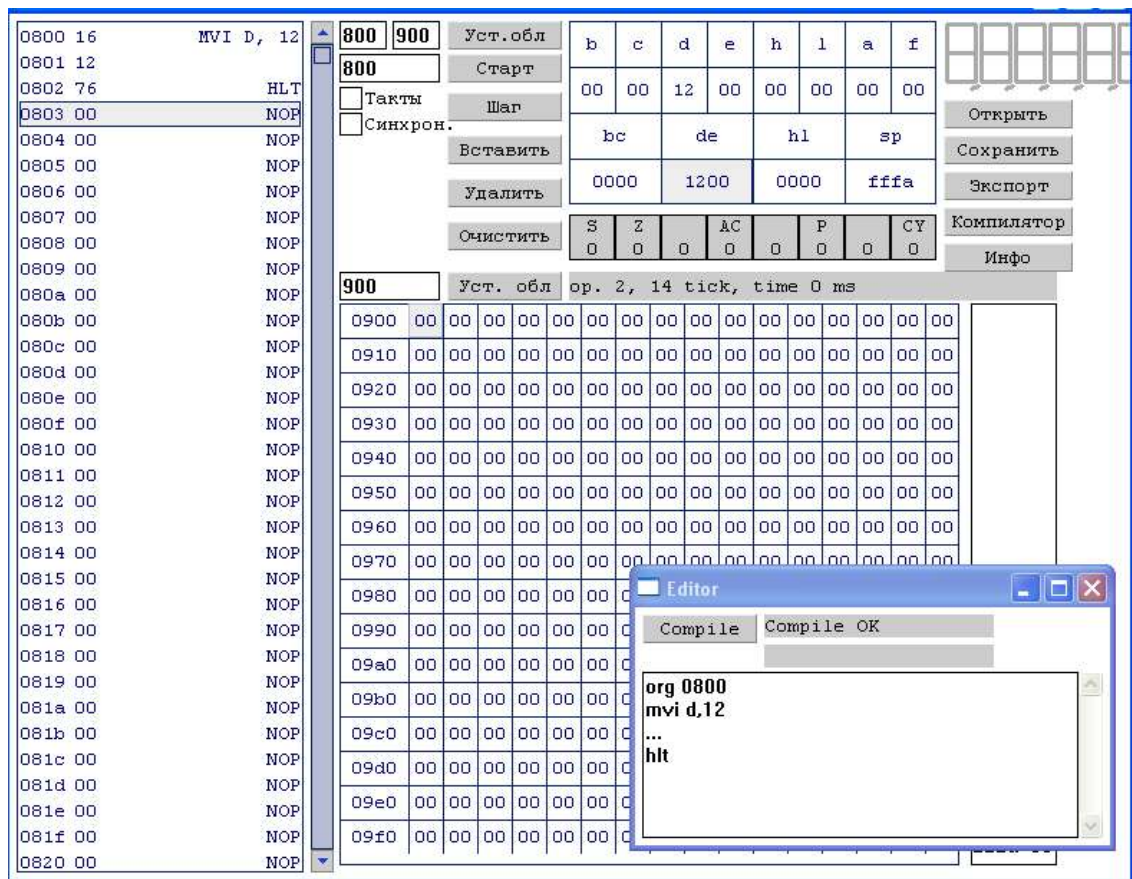 0800 16 MVI D, 12
0801 12
0802 76 HLT
0803 00 NOP
0804 00 NOP
0805 00 NOP
0806 00 NOP
0807 00 NOP
0808 00 NOP
0809 00 NOP
080a 00 NOP
080b 00 NOP
080c 00 NOP
080d 00 NOP
080e 00 NOP
080f 00 NOP
0810 00 NOP
0811 00 NOP
0812 00 NOP
0813 00 NOP
0814 00 NOP
0815 00 NOP
0816 00 NOP
0817 00 NOP
0818 00 NOP
0819 00 NOP
081a 00 NOP
081b 00 NOP
081c 00 NOP
081d 00 NOP
081e 00 NOP
081f 00 NOP
0820 00 NOP
800 900 Уст.обл
800 Старт
Такты
Шаг
Синхрон.
Вставить
Удалить
Очистить
b c d e h l a f
00 00 12 00 00 00 00 00
bc de hl sp
0000 1200 0000 fffa
S Z AC P CY
0 0 0 0 0 0 0 0
Открыть
Сохранить
Экспорт
Компилятор
Инфо
900 Уст. обл op. 2, 14 tick, time 0 ms
0900 00 00 00 00 00 00 00 00 00 00 00 00 00 00 00 00
0910 00 00 00 00 00 00 00 00 00 00 00 00 00 00 00 00
0920 00 00 00 00 00 00 00 00 00 00 00 00 00 00 00 00
0930 00 00 00 00 00 00 00 00 00 00 00 00 00 00 00 00
0940 00 00 00 00 00 00 00 00 00 00 00 00 00 00 00 00
0950 00 00 00 00 00 00 00 00 00 00 00 00 00 00 00 00
0960 00 00 00 00 00 00 00 00 00 00 00 00 00 00 00 00
0970 00 00 00 00 00 00 00 00 00 00 00 00 00 00 00 00
0980 00 00 00 00 00 00
0990 00 00 00 00 00 00
09a0 00 00 00 00 00 00
09b0 00 00 00 00 00 00
09c0 00 00 00 00 00 00
09d0 00 00 00 00 00 00
09e0 00 00 00 00 00 00
09f0 00 00 00 00 00 00
Editor
Compile Compile OK
org 0800
mvi d,12
...
hlt